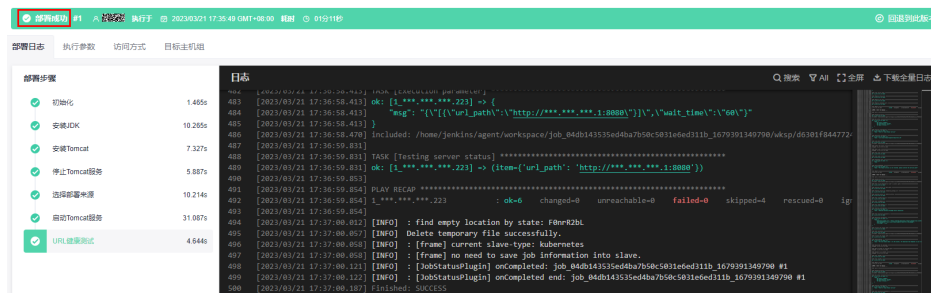 部署成功 #1 执行于 2023/03/21 17:35:49 GMT+08:00 耗时 01分11秒 回退到此版本
部署日志 执行参数 访问方式 目标主机组
部署步骤
初始化 1.465s
安装JDK 10.265s
安装Tomcat 7.327s
停止Tomcat服务 5.887s
选择部署来源 10.214s
启动Tomcat服务 31.087s
URL健康测试 4.644s
日志 搜索 All 全屏 下载全量日志
482 [2023/03/21 17:36:58.413] TASK [Execution parameter]
483 [2023/03/21 17:36:58.413] ok: [1_***.***.***.223] => {
484 [2023/03/21 17:36:58.413] "msg": "{\"[{\"url_path\":\"http://***.***.***.1:8080\"}]\",\"wait_time\":\"60\"}"
485 [2023/03/21 17:36:58.413] }
486 [2023/03/21 17:36:58.470] included: /home/jenkins/agent/workspace/job_04db143535ed4ba7b50c5031e6ed311b_1679391349790/wksp/d6301f8447724
487 [2023/03/21 17:36:59.831]
488 [2023/03/21 17:36:59.831] TASK [Testing server status] ************************************************
489 [2023/03/21 17:36:59.831] ok: [1_***.***.***.223] => (item={'url_path': 'http://***.***.***.1:8080'})
490 [2023/03/21 17:36:59.853]
491 [2023/03/21 17:36:59.854] PLAY RECAP ****************************************************************
492 [2023/03/21 17:36:59.854] 1_***.***.***.223 : ok=6 changed=0 unreachable=0 failed=0 skipped=4 rescued=0 ig
493 [2023/03/21 17:36:59.854]
494 [2023/03/21 17:37:00.012] [INFO] : find empty location by state: F0nrR2bL
495 [2023/03/21 17:37:00.057] [INFO] Delete temporary file successfully.
496 [2023/03/21 17:37:00.058] [INFO] : [frame] current slave-type: kubernetes
497 [2023/03/21 17:37:00.058] [INFO] : [frame] no need to save job information into slave.
498 [2023/03/21 17:37:00.121] [INFO] : [JobStatusPlugin] onCompleted: job_04db143535ed4ba7b50c5031e6ed311b_1679391349790 #1
499 [2023/03/21 17:37:00.122] [INFO] : [JobStatusPlugin] onCompleted end: job_04db143535ed4ba7b50c5031e6ed311b_1679391349790 #1
500 [2023/03/21 17:37:00.187] Finished: SUCCESS